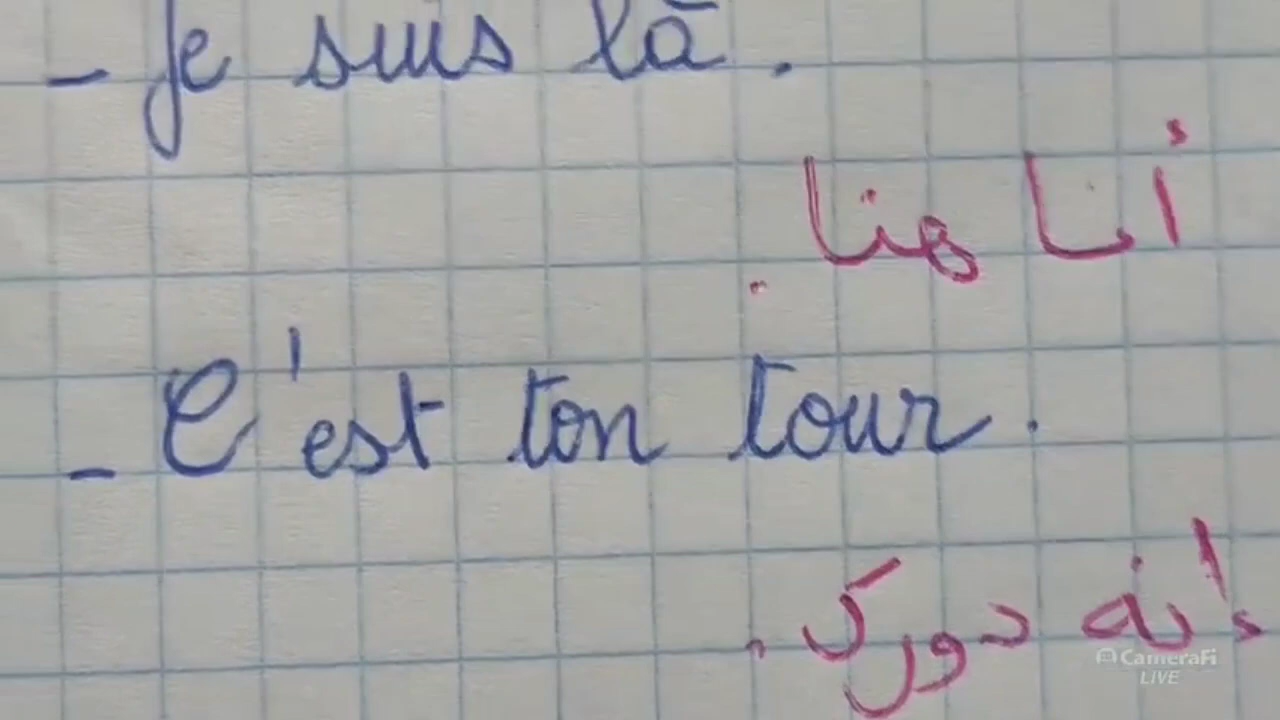 - Je suis là.
أنا هنا.
- C'est ton tour.
إنه دورك.
CameraFi
LIVE